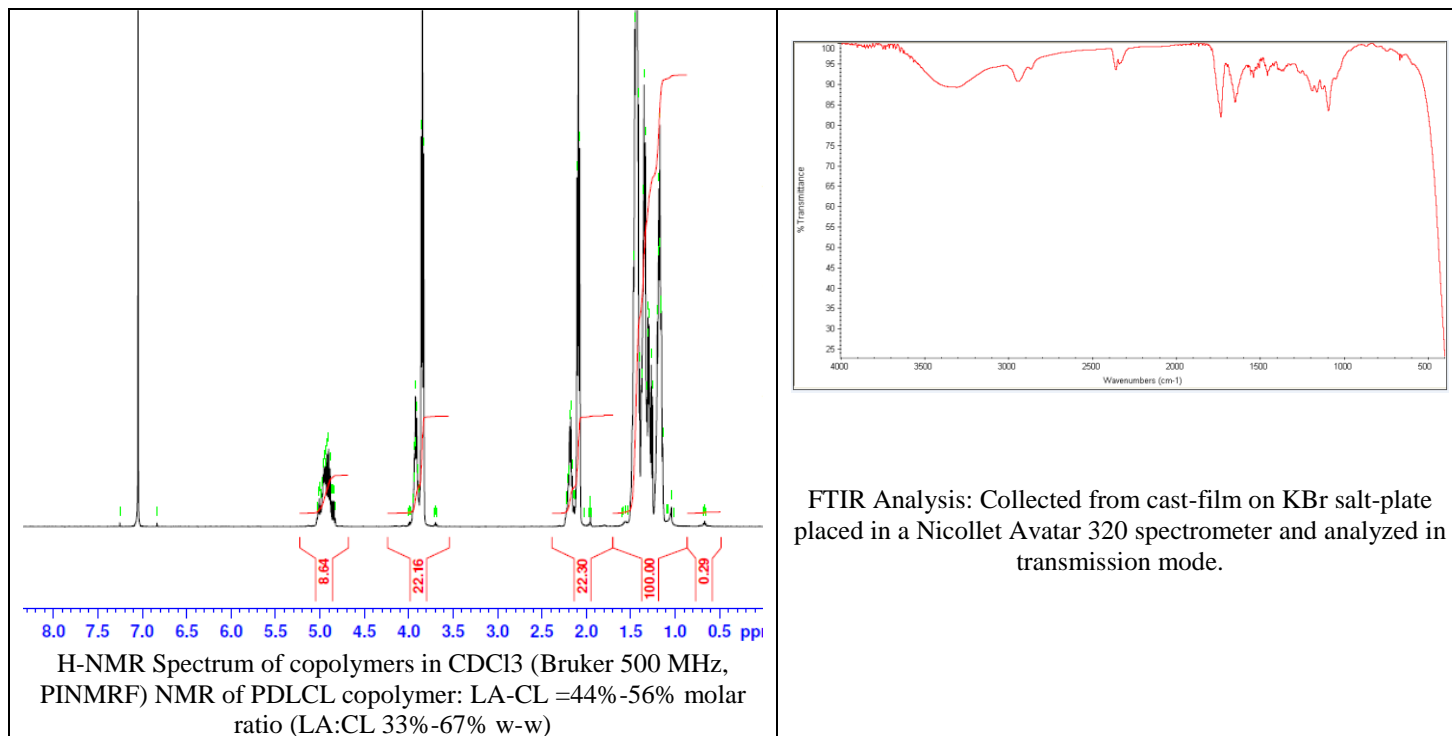 8.64
22.16
22.30
100.00
0.29
8.0 7.5 7.0 6.5 6.0 5.5 5.0 4.5 4.0 3.5 3.0 2.5 2.0 1.5 1.0 0.5 ppm
H-NMR Spectrum of copolymers in CDCl3 (Bruker 500 MHz,
PINMRF) NMR of PDLCL copolymer: LA-CL =44%-56% molar
ratio (LA:CL 33%-67% w-w)
100
95
90
85
80
75
70
65
60
55
50
45
40
35
30
25
% Transmittance
4000 3500 3000 2500 2000 1500 1000 500
Wavenumbers (cm-1)
FTIR Analysis: Collected from cast-film on KBr salt-plate
placed in a Nicollet Avatar 320 spectrometer and analyzed in
transmission mode.